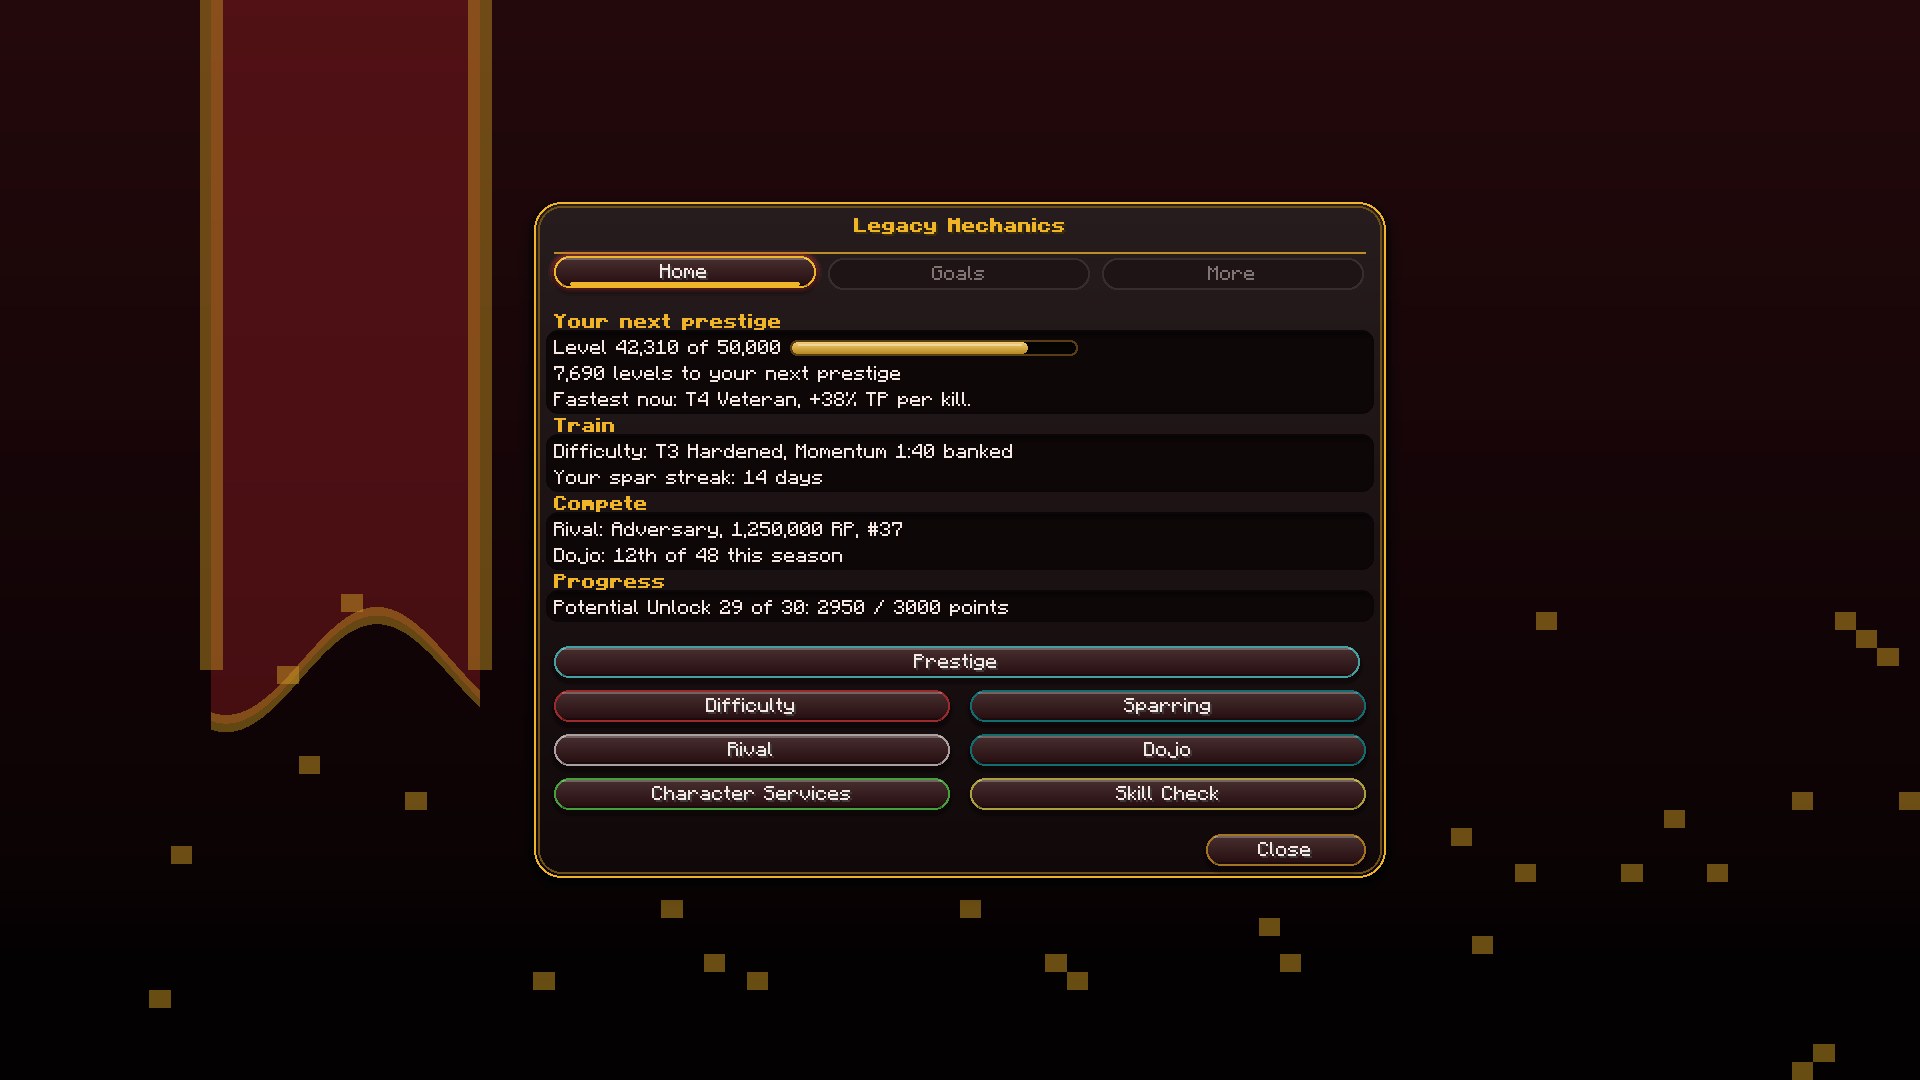 Legacy Mechanics
Home
Goals
More
Your next prestige
Level 42,310 of 50,000
7,690 levels to your next prestige
Fastest now: T4 Veteran, +38% TP per kill.
Train
Difficulty: T3 Hardened, Momentum 1:40 banked
Your spar streak: 14 days
Compete
Rival: Adversary, 1,250,000 RP, #37
Dojo: 12th of 48 this season
Progress
Potential Unlock 29 of 30: 2950 / 3000 points
Prestige
Difficulty
Sparring
Rival
Dojo
Character Services
Skill Check
Close